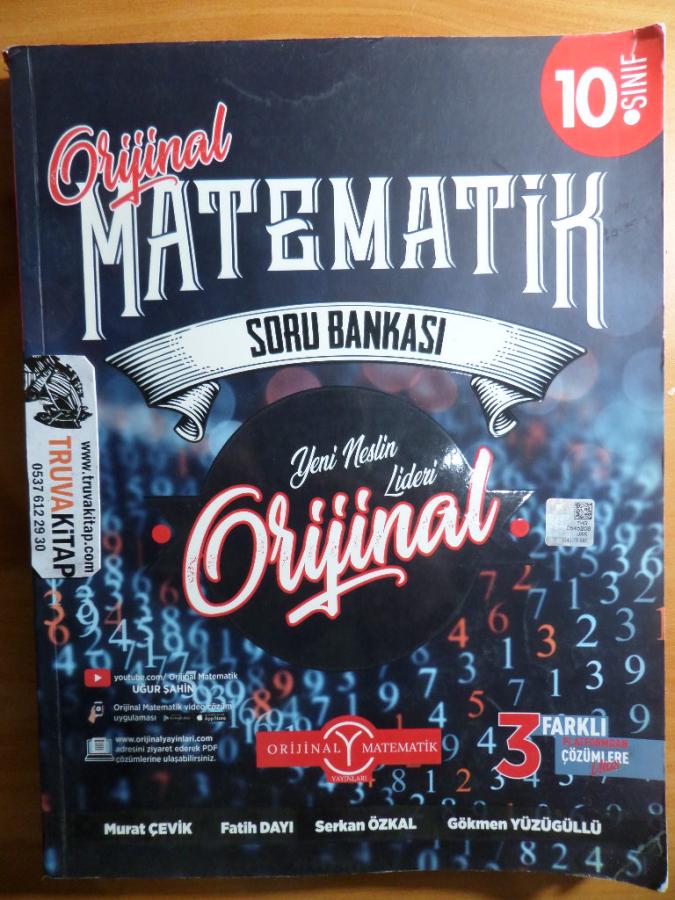 10. SINIF
Orijinal
MATEMATİK
SORU BANKASI
Yeni Neslin
Lideri
Orijinal
www.truvakitap.com
TRUVAKİTAP
0537 612 29 30
youtube.com/ Orijinal Matematik
UĞUR ŞAHİN
Orijinal Matematik video çözüm
uygulaması
www.orijinalyayinlari.com
adresini ziyaret ederek PDF
çözümlerine ulaşabilirsiniz.
ORİJİNAL MATEMATİK
YAYINLARI
3 FARKLI
PLATFORMDAN
ÇÖZÜMLERE
Murat ÇEVİK Fatih DAYI Serkan ÖZKAL Gökmen YÜZÜGÜLLÜ